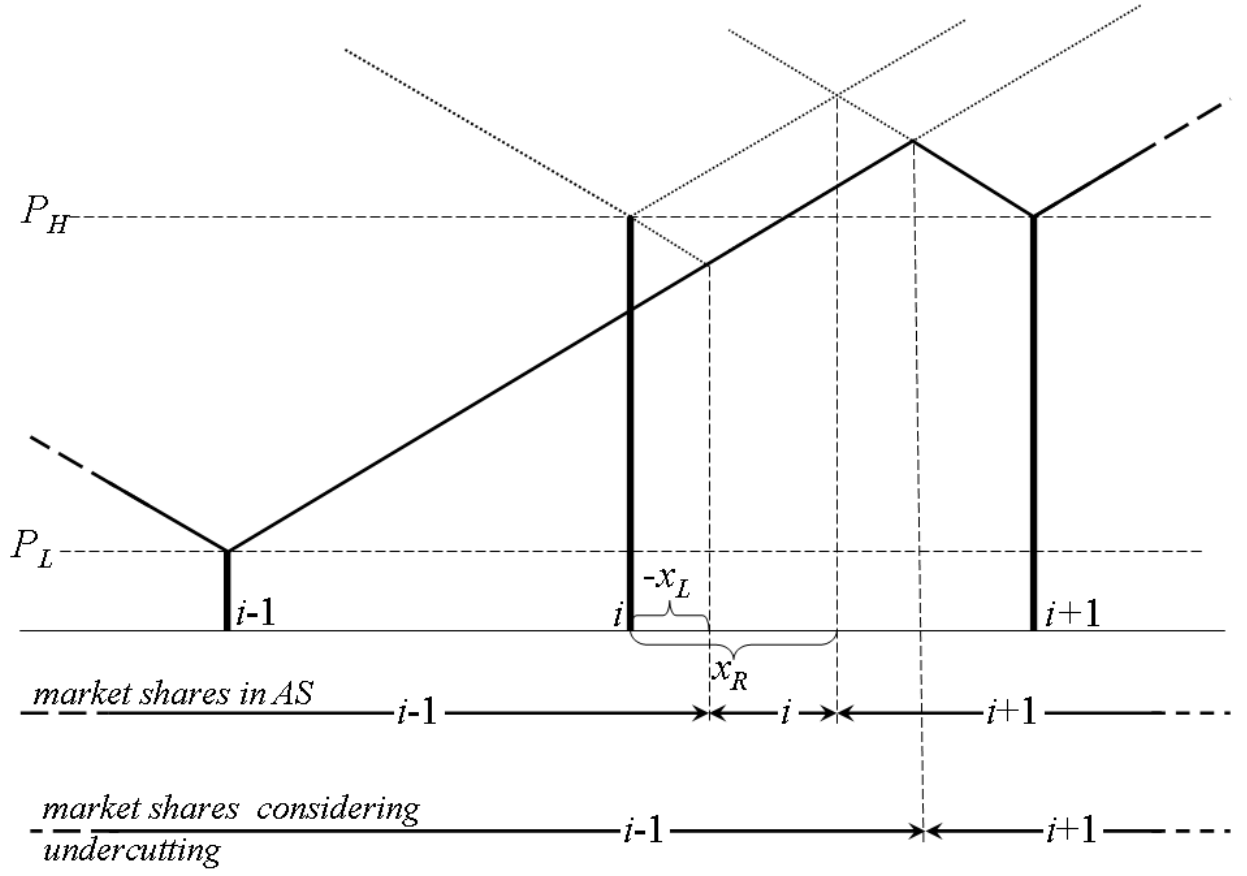 P_H
P_L
-x_L
i-1 i i+1
x_R
market shares in AS
i-1 i i+1
market shares considering
i-1 i+1
undercutting